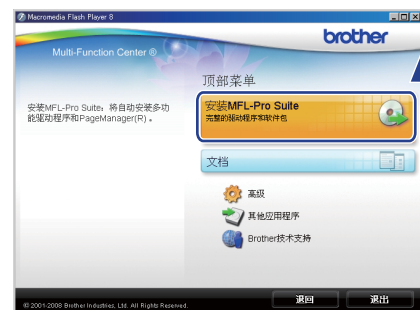 Macromedia Flash Player 8
brother
Multi-Function Center ®
顶部菜单
安装MFL-Pro Suite：将自动安装多功
能驱动程序和PageManager(R)。
安装MFL-Pro Suite
完整的驱动程序和软件包
文档
高级
其他应用程序
Brother技术支持
© 2001-2008 Brother Industries, Ltd. All Rights Reserved.
退回
退出